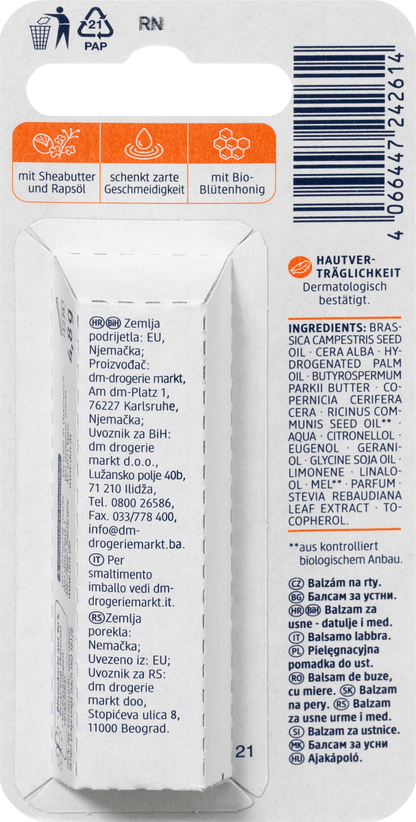 21
PAP
RN
mit Sheabutter
und Rapsöl
schenkt zarte
Geschmeidigkeit
mit Bio-
Blütenhonig
4 066447 242614
HAUTVER-
TRÄGLICHKEIT
Dermatologisch
bestätigt.
INGREDIENTS: BRAS-
SICA CAMPESTRIS SEED
OIL · CERA ALBA · HY-
DROGENATED PALM
OIL · BUTYROSPERMUM
PARKII BUTTER · CO-
PERNICIA CERIFERA
CERA · RICINUS COM-
MUNIS SEED OIL** ·
AQUA · CITRONELLOL ·
EUGENOL · GERANI-
OL · GLYCINE SOJA OIL ·
LIMONENE · LINALO-
OL · MEL** · PARFUM ·
STEVIA REBAUDIANA
LEAF EXTRACT · TO-
COPHEROL.
**aus kontrolliert
biologischem Anbau.
CZ Balzám na rty.
BG Балсам за устни.
HR BIH Balzam za
usne - datulje i med.
IT Balsamo labbra.
PL Pielęgnacyjna
pomadka do ust.
RO Balsam de buze,
cu miere. SK Balzam
na pery. RS Balzam
za usne urme i med.
SI Balzam za ustnice.
MK Балсам за усни
HU Ajakápoló.
4,8 g
HR BIH Zemlja
podrijetla: EU,
Njemačka;
Proizvođač:
dm-drogerie markt,
Am dm-Platz 1,
76227 Karlsruhe,
Njemačka;
Uvoznik za BiH:
dm drogerie
markt d.o.o.,
Lužansko polje 40b,
71 210 Ilidža,
Tel. 0800 26586,
Fax. 033/778 400,
info@dm-
drogeriemarkt.ba.
IT Per
smaltimento
imballo vedi dm-
drogeriemarkt.it.
RS Zemlja
porekla:
Nemačka;
Uvezeno iz: EU;
Uvoznik za RS:
dm drogerie
markt doo,
Stopićeva ulica 8,
11000 Beograd.
21